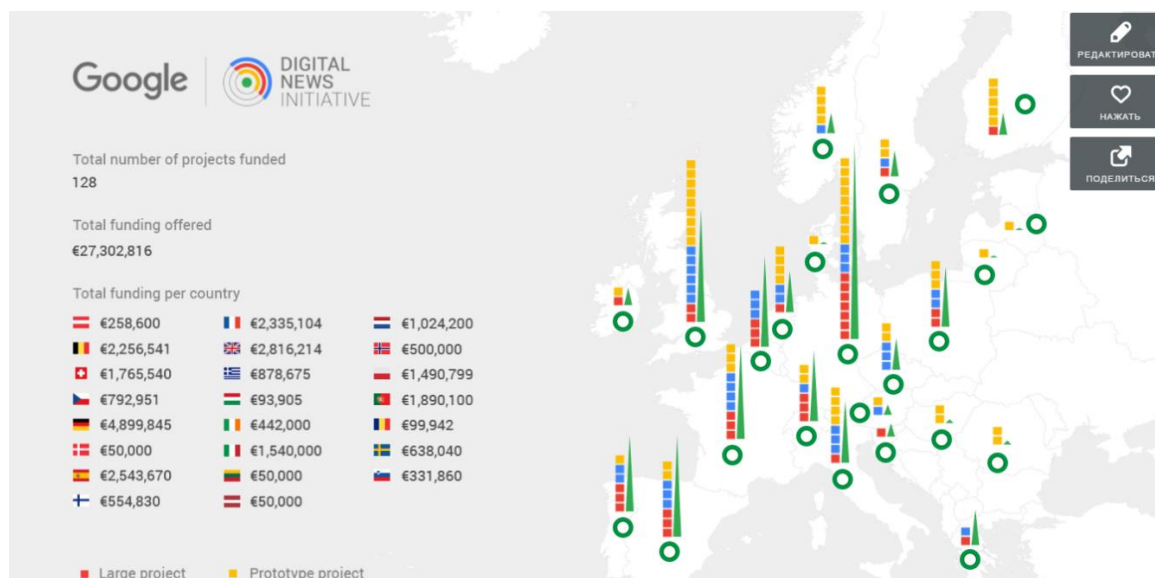 Google
DIGITAL
NEWS
INITIATIVE
Total number of projects funded
128
Total funding offered
€27,302,816
Total funding per country
€258,600 €2,335,104 €1,024,200
€2,256,541 €2,816,214 €500,000
€1,765,540 €878,675 €1,490,799
€792,951 €93,905 €1,890,100
€4,899,845 €442,000 €99,942
€50,000 €1,540,000 €638,040
€2,543,670 €50,000 €331,860
€554,830 €50,000
Large project Prototype project
РЕДАКТИРОВАТ
НАЖАТЬ
ПОДЕЛИТЬСЯ